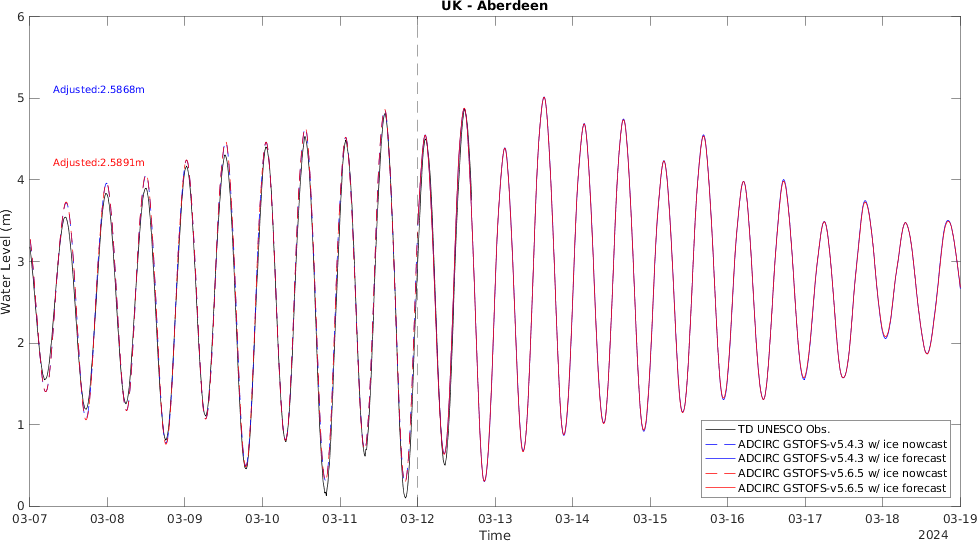 UK - Aberdeen
6
5
4
3
2
1
0
Water Level (m)
Adjusted:2.5868m
Adjusted:2.5891m
TD UNESCO Obs.
ADCIRC GSTOFS-v5.4.3 w/ ice nowcast
ADCIRC GSTOFS-v5.4.3 w/ ice forecast
ADCIRC GSTOFS-v5.6.5 w/ ice nowcast
ADCIRC GSTOFS-v5.6.5 w/ ice forecast
03-07 03-08 03-09 03-10 03-11 03-12 03-13 03-14 03-15 03-16 03-17 03-18 03-19
Time
2024